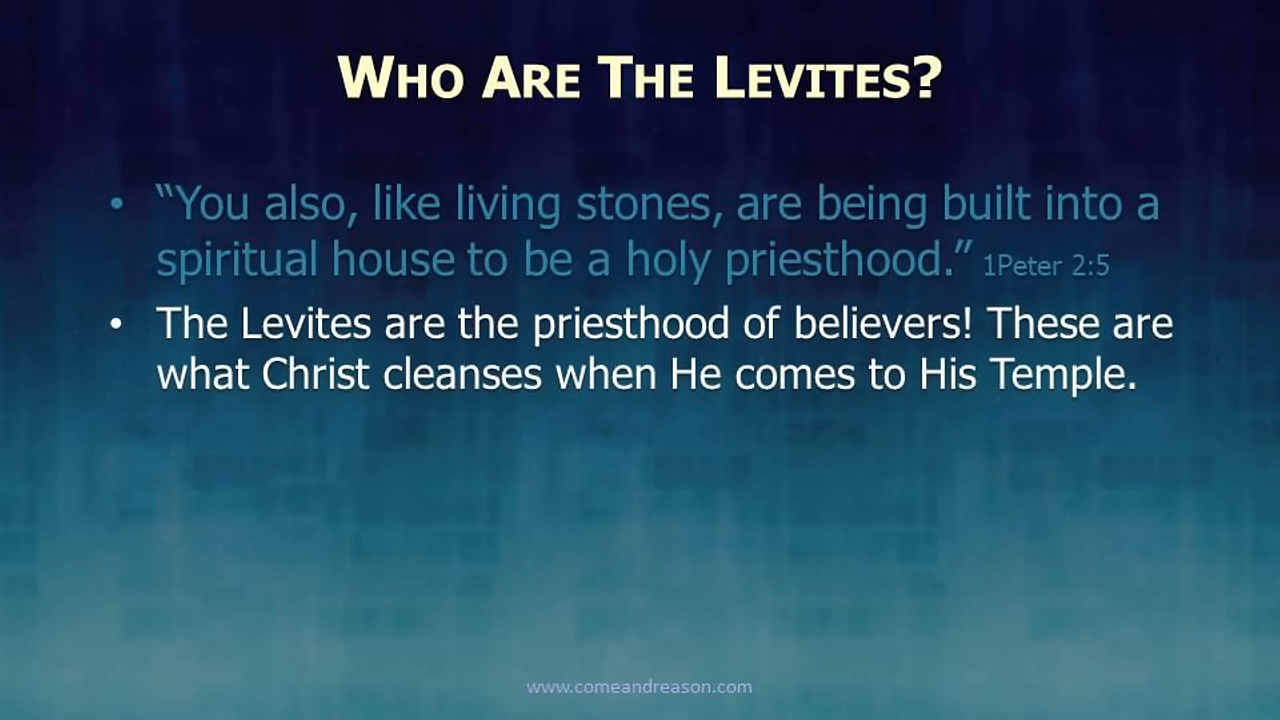 Who Are The Levites?
• “You also, like living stones, are being built into a
spiritual house to be a holy priesthood.” 1Peter 2:5
• The Levites are the priesthood of believers! These are
what Christ cleanses when He comes to His Temple.
www.comeandreason.com